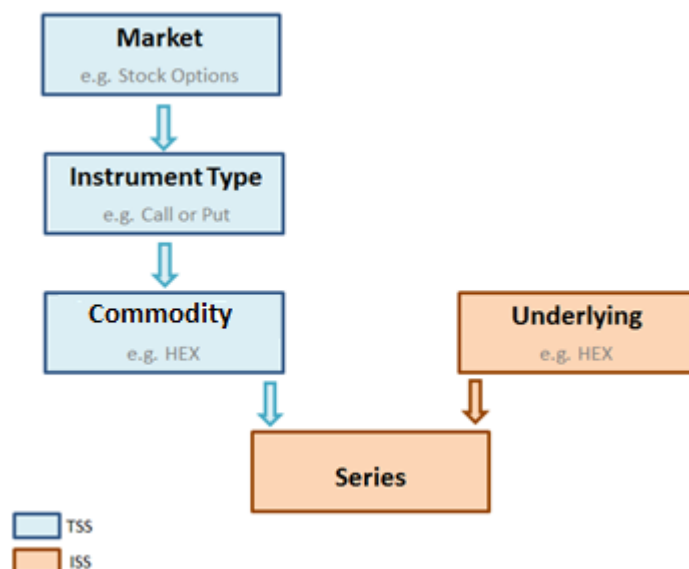 Market
e.g. Stock Options
Instrument Type
e.g. Call or Put
Commodity
e.g. HEX
Underlying
e.g. HEX
Series
TSS
ISS